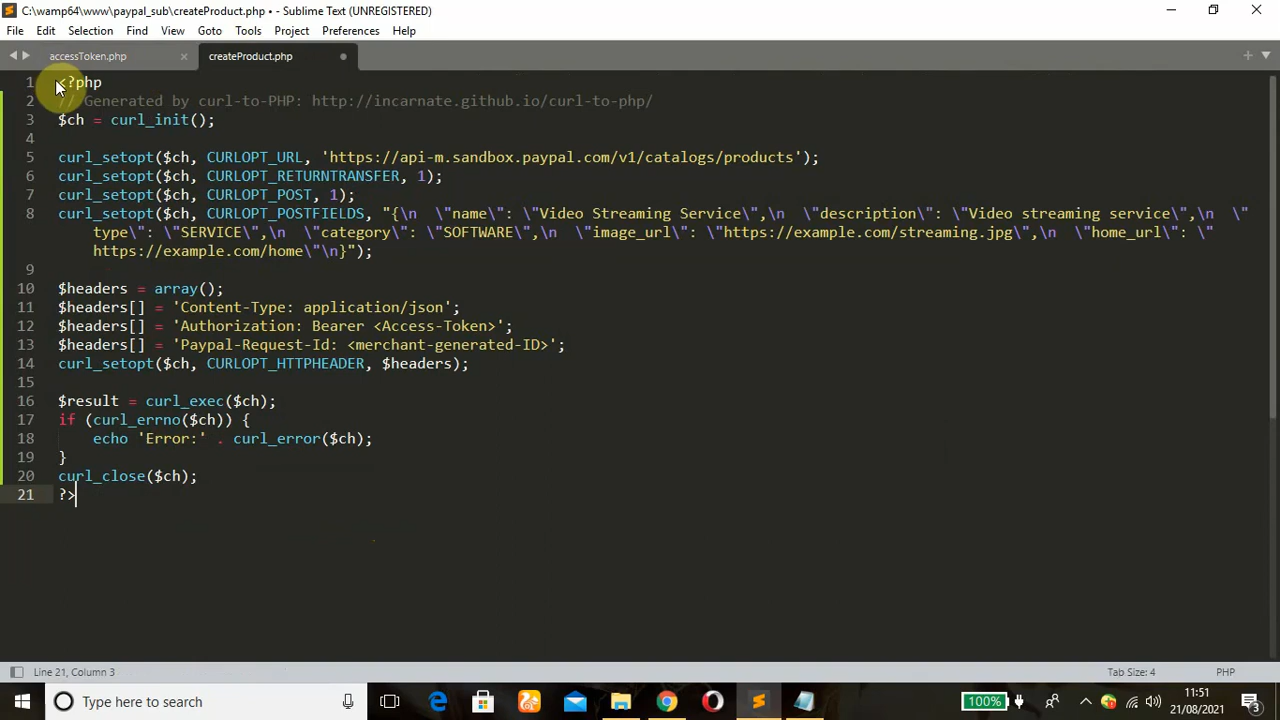 C:\wamp64\www\paypal_sub\createProduct.php • - Sublime Text (UNREGISTERED)
File Edit Selection Find View Goto Tools Project Preferences Help
accessToken.php × createProduct.php
1 <?php
2 // Generated by curl-to-PHP: http://incarnate.github.io/curl-to-php/
3 $ch = curl_init();
4
5 curl_setopt($ch, CURLOPT_URL, 'https://api-m.sandbox.paypal.com/v1/catalogs/products');
6 curl_setopt($ch, CURLOPT_RETURNTRANSFER, 1);
7 curl_setopt($ch, CURLOPT_POST, 1);
8 curl_setopt($ch, CURLOPT_POSTFIELDS, "{\n  \"name\": \"Video Streaming Service\",\n  \"description\": \"Video streaming service\",\n  \"
type\": \"SERVICE\",\n  \"category\": \"SOFTWARE\",\n  \"image_url\": \"https://example.com/streaming.jpg\",\n  \"home_url\": \"
https://example.com/home\"\n}");
9
10 $headers = array();
11 $headers[] = 'Content-Type: application/json';
12 $headers[] = 'Authorization: Bearer <Access-Token>';
13 $headers[] = 'Paypal-Request-Id: <merchant-generated-ID>';
14 curl_setopt($ch, CURLOPT_HTTPHEADER, $headers);
15
16 $result = curl_exec($ch);
17 if (curl_errno($ch)) {
18 echo 'Error:' . curl_error($ch);
19 }
20 curl_close($ch);
21 ?>
Line 21, Column 3 Tab Size: 4 PHP
Type here to search 100% 11:51
21/08/2021 3